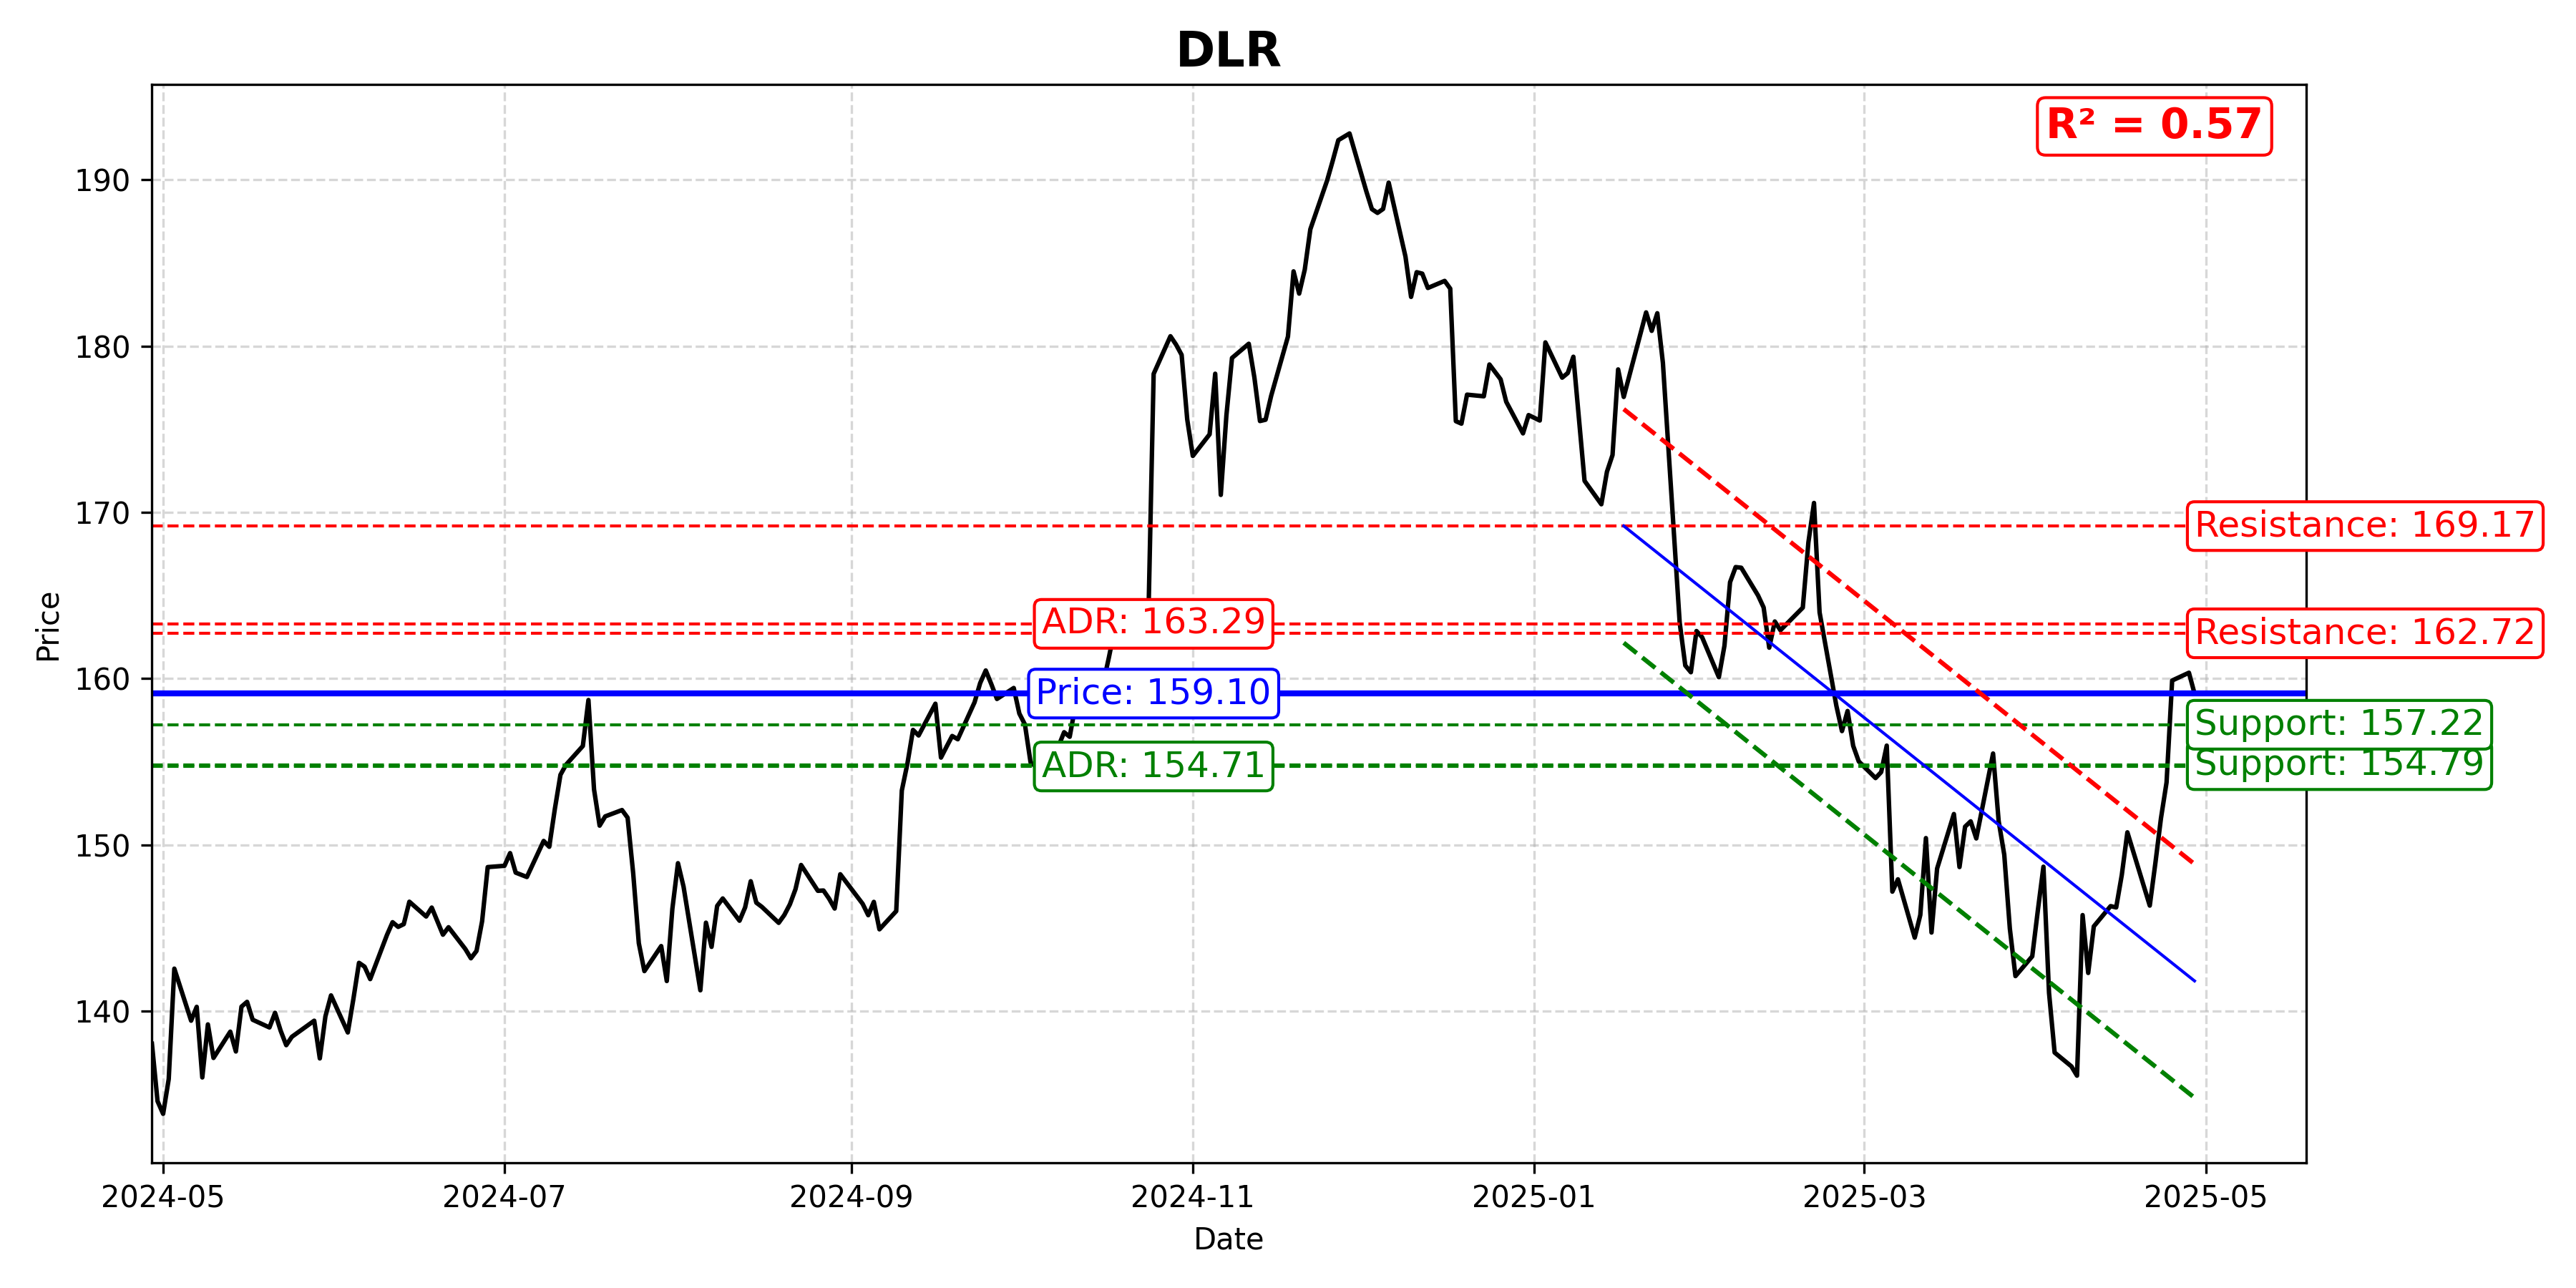 DLR
R² = 0.57
190
180
170
160
150
140
Price
Resistance: 169.17
ADR: 163.29
Resistance: 162.72
Price: 159.10
Support: 157.22
ADR: 154.71
Support: 154.79
2024-05
2024-07
2024-09
2024-11
2025-01
2025-03
2025-05
Date